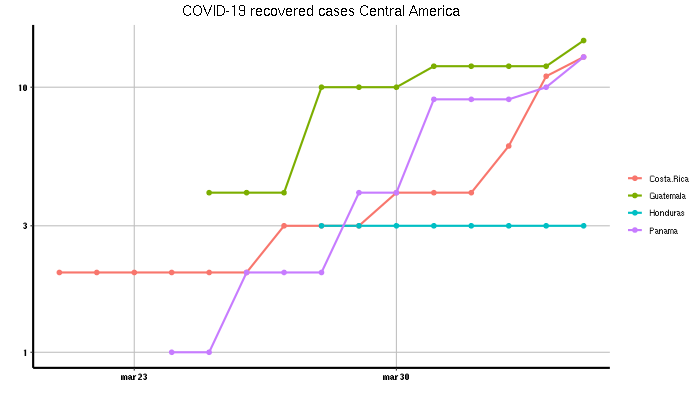 COVID-19 recovered cases Central America
10
3
1
mar 23
mar 30
Costa.Rica
Guatemala
Honduras
Panama